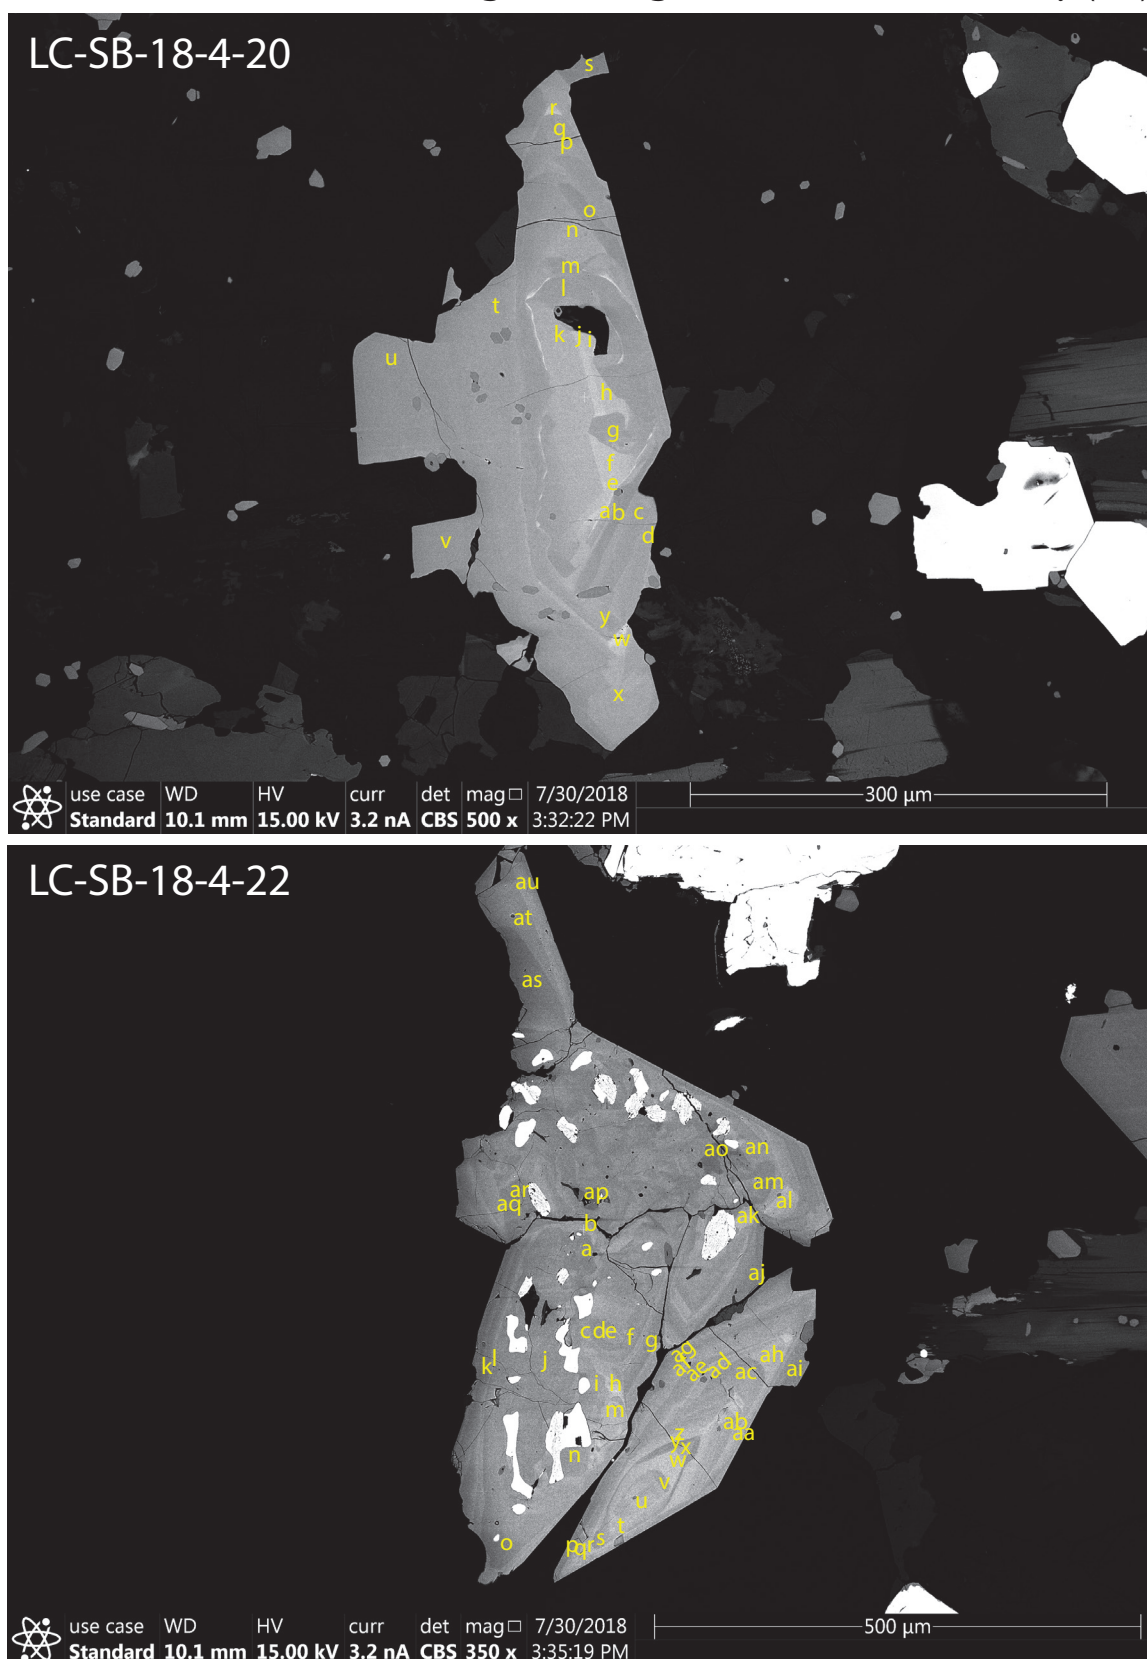 LC-SB-18-4-20
s
r
q
p
o
n
m
l
t
k j i
u
h
g
f
e
a b c
d
v
y
w
x
use case WD HV curr det mag□ 7/30/2018 300 µm
Standard 10.1 mm 15.00 kV 3.2 nA CBS 500 x 3:32:22 PM
LC-SB-18-4-22
au
at
as
ao an
am
ar ap al
aq
ak
b
a
aj
c d e f g
ag
l j ah
k af ae ad ac ai
i h
m
ab
z aa
y x
n w
v
u
t
o p q r s
use case WD HV curr det mag□ 7/30/2018 500 µm
Standard 10.1 mm 15.00 kV 3.2 nA CBS 350 x 3:35:19 PM